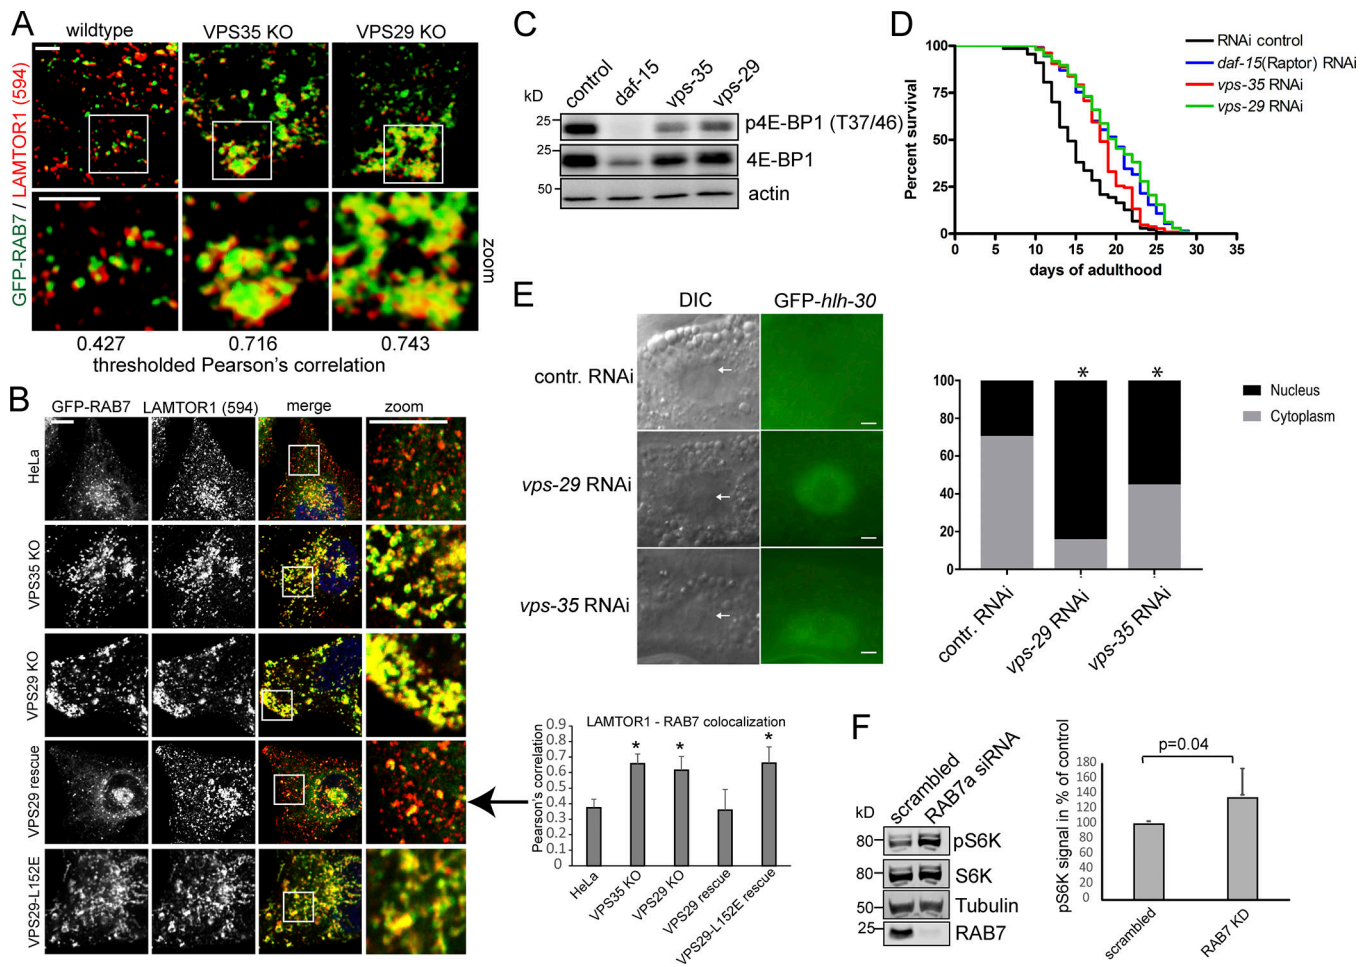 A
wildtype
VPS35 KO
VPS29 KO
GFP-RAB7 / LAMTOR1 (594)
zoom
0.427
0.716
0.743
thresholded Pearson's correlation
B
GFP-RAB7
LAMTOR1 (594)
merge
zoom
HeLa
VPS35 KO
VPS29 KO
VPS29 rescue
VPS29-L152E
LAMTOR1 - RAB7 colocalization
Pearson's correlation
0.9
0.8
0.7
0.6
0.5
0.4
0.3
0.2
0.1
0
*
*
*
HeLa
VPS35 KO
VPS29 KO
VPS29 rescue
VPS29-L152E rescue
C
control
daf-15
vps-35
vps-29
kD
25
p4E-BP1 (T37/46)
25
4E-BP1
50
actin
D
Percent survival
100
75
50
25
0
0
5
10
15
20
25
30
35
days of adulthood
RNAi control
daf-15(Raptor) RNAi
vps-35 RNAi
vps-29 RNAi
E
DIC
GFP-hlh-30
contr. RNAi
vps-29 RNAi
vps-35 RNAi
100
80
60
40
20
0
*
*
Nucleus
Cytoplasm
contr. RNAi
vps-29 RNAi
vps-35 RNAi
F
scrambled
RAB7a siRNA
kD
80
pS6K
80
S6K
50
Tubulin
25
RAB7
pS6K signal in % of control
180
160
140
120
100
80
60
40
20
0
p=0.04
scrambled
RAB7 KD